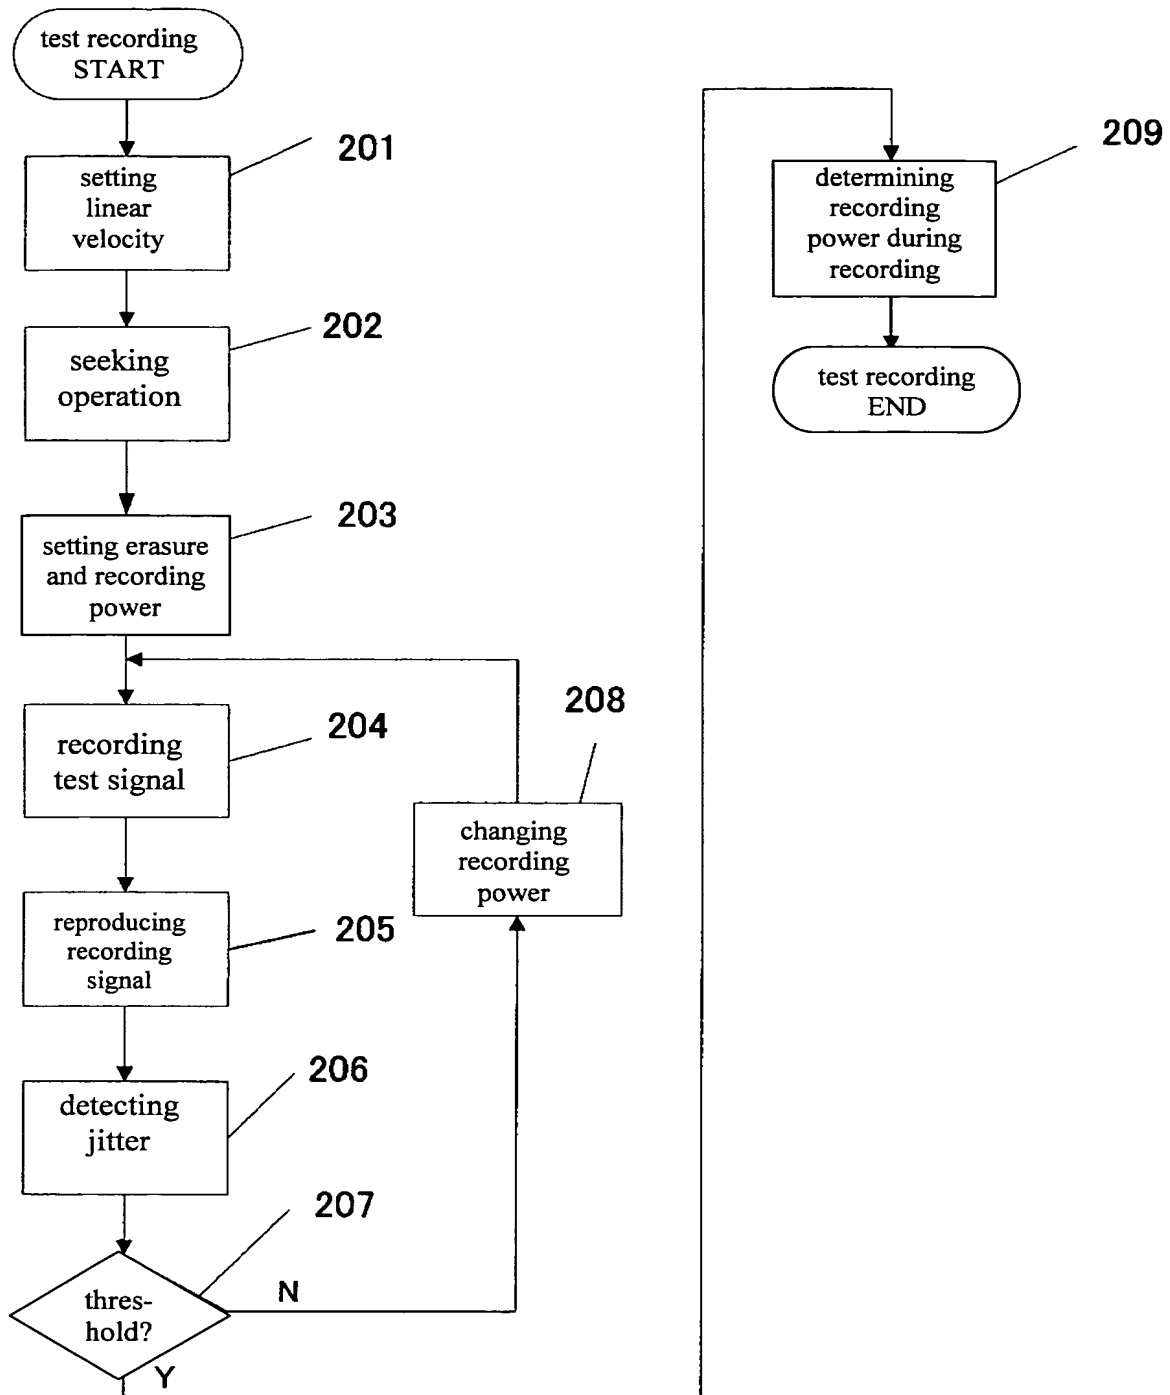 test recording
START
201
setting
linear
velocity
202
seeking
operation
203
setting erasure
and recording
power
204
recording
test signal
205
reproducing
recording
signal
206
detecting
jitter
207
thres-
hold?
N
Y
208
changing
recording
power
209
determining
recording
power during
recording
test recording
END